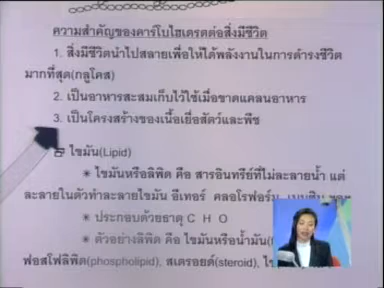 ความสำคัญของคาร์โบไฮเดรตต่อสิ่งมีชีวิต
1. สิ่งมีชีวิตนำไปสลายเพื่อให้ได้พลังงานในการดำรงชีวิต
มากที่สุด(กลูโคส)
2. เป็นอาหารสะสมเก็บไว้ใช้เมื่อขาดแคลนอาหาร
3. เป็นโครงสร้างของเนื้อเยื่อสัตว์และพืช
ไขมัน(Lipid)
* ไขมันหรือลิพิด คือ สารอินทรีย์ที่ไม่ละลายน้ำ แต่
ละลายในตัวทำละลายไขมัน อีเทอร์ คลอโรฟอร์ม
* ประกอบด้วยธาตุ C H O
* ตัวอย่างลิพิด คือ ไขมันหรือน้ำมัน
ฟอสโฟลิพิด(phospholipid), สเตรอยด์(steroid),